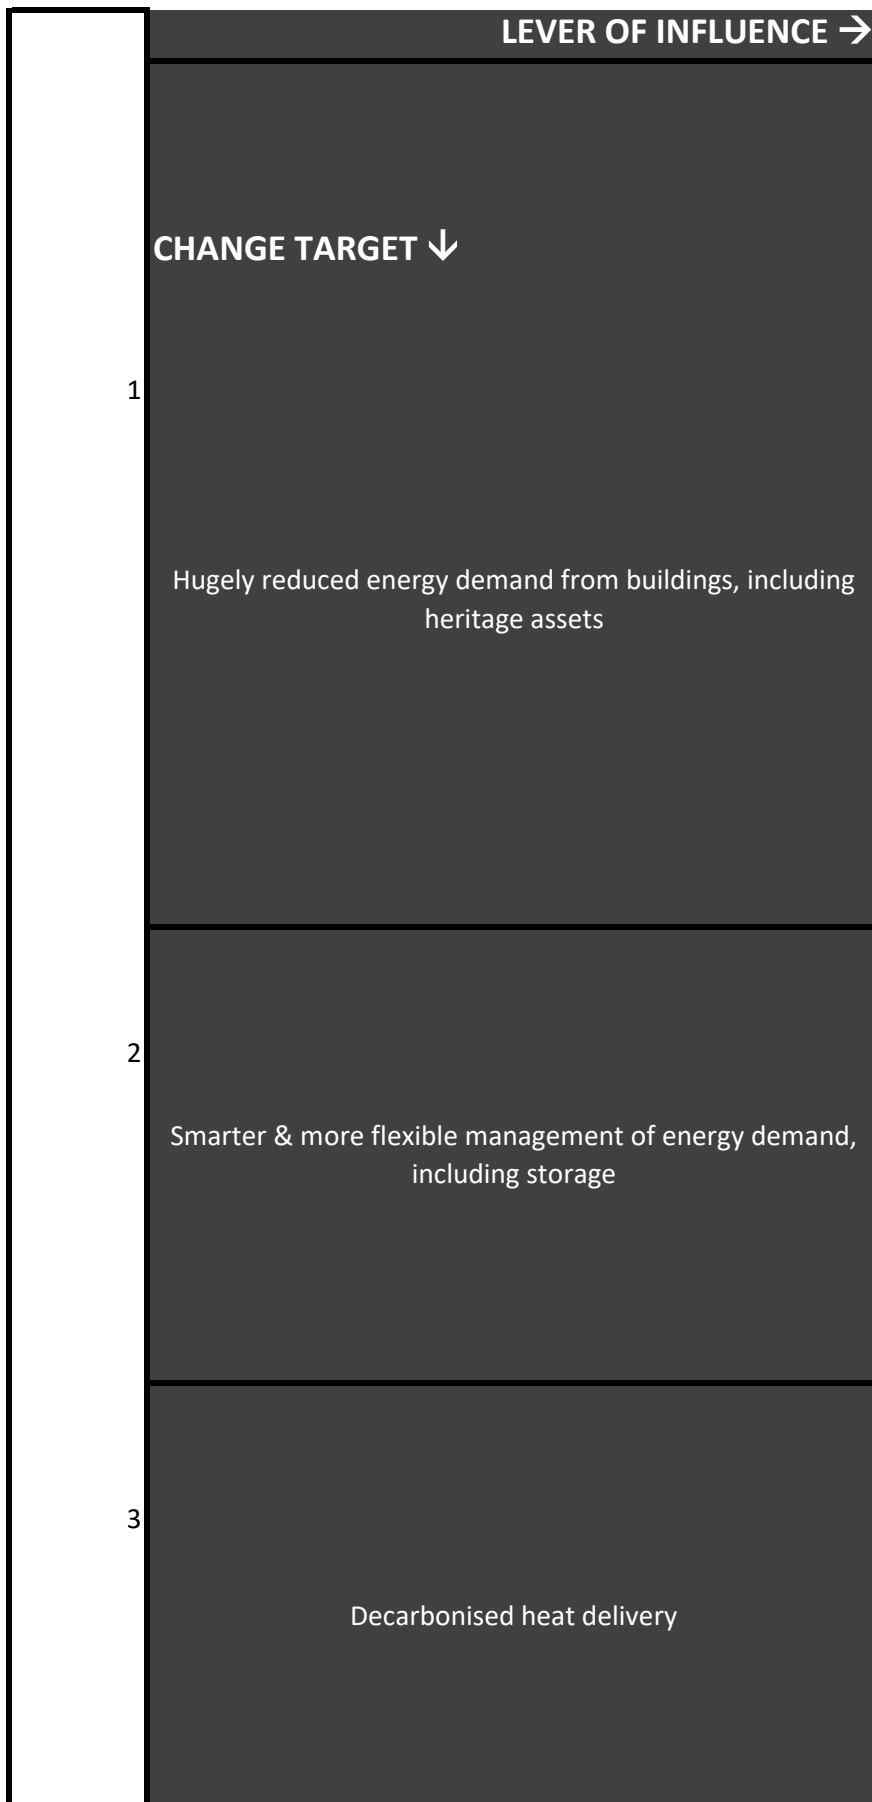 LEVER OF INFLUENCE →
CHANGE TARGET ↓
1
Hugely reduced energy demand from buildings, including
heritage assets
2
Smarter & more flexible management of energy demand,
including storage
3
Decarbonised heat delivery